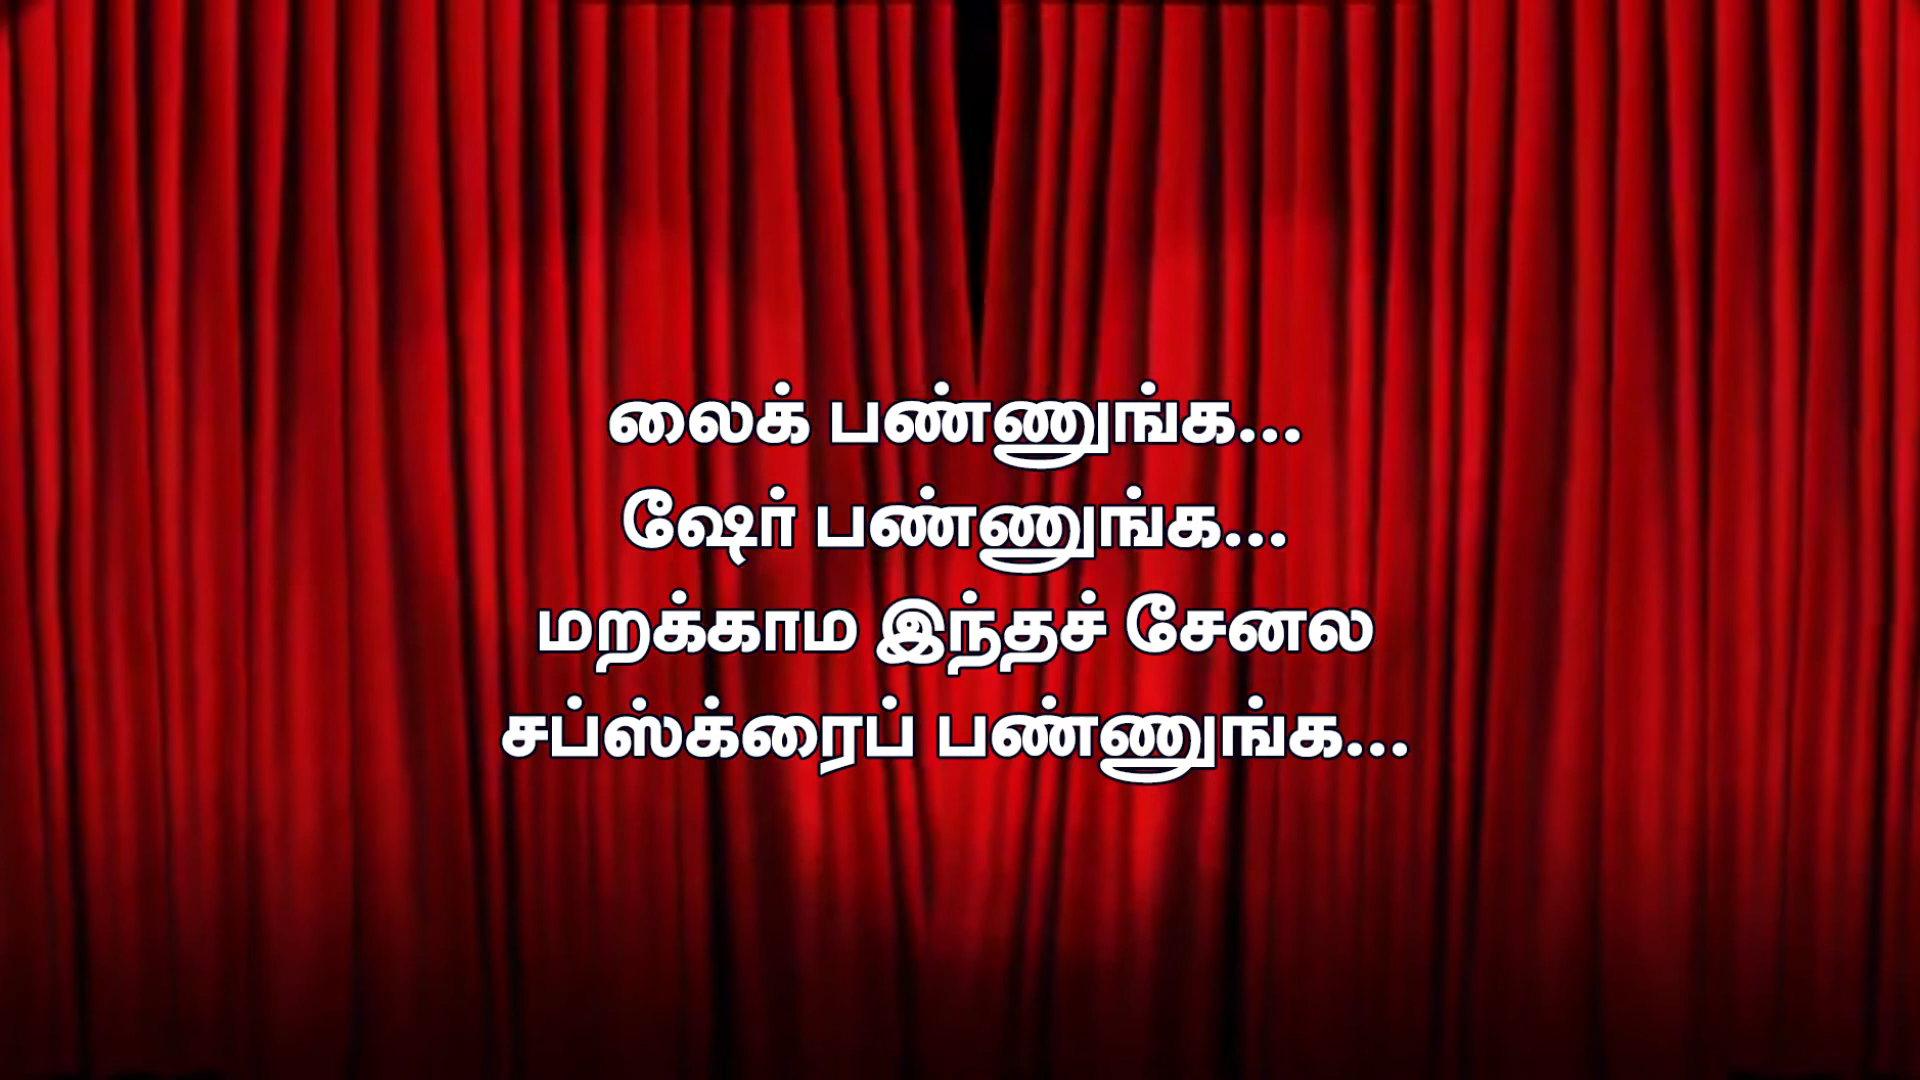 லைக் பண்ணுங்க...
ஷேர் பண்ணுங்க...
மறக்காம இந்தச் சேனல
சப்ஸ்க்ரைப் பண்ணுங்க...